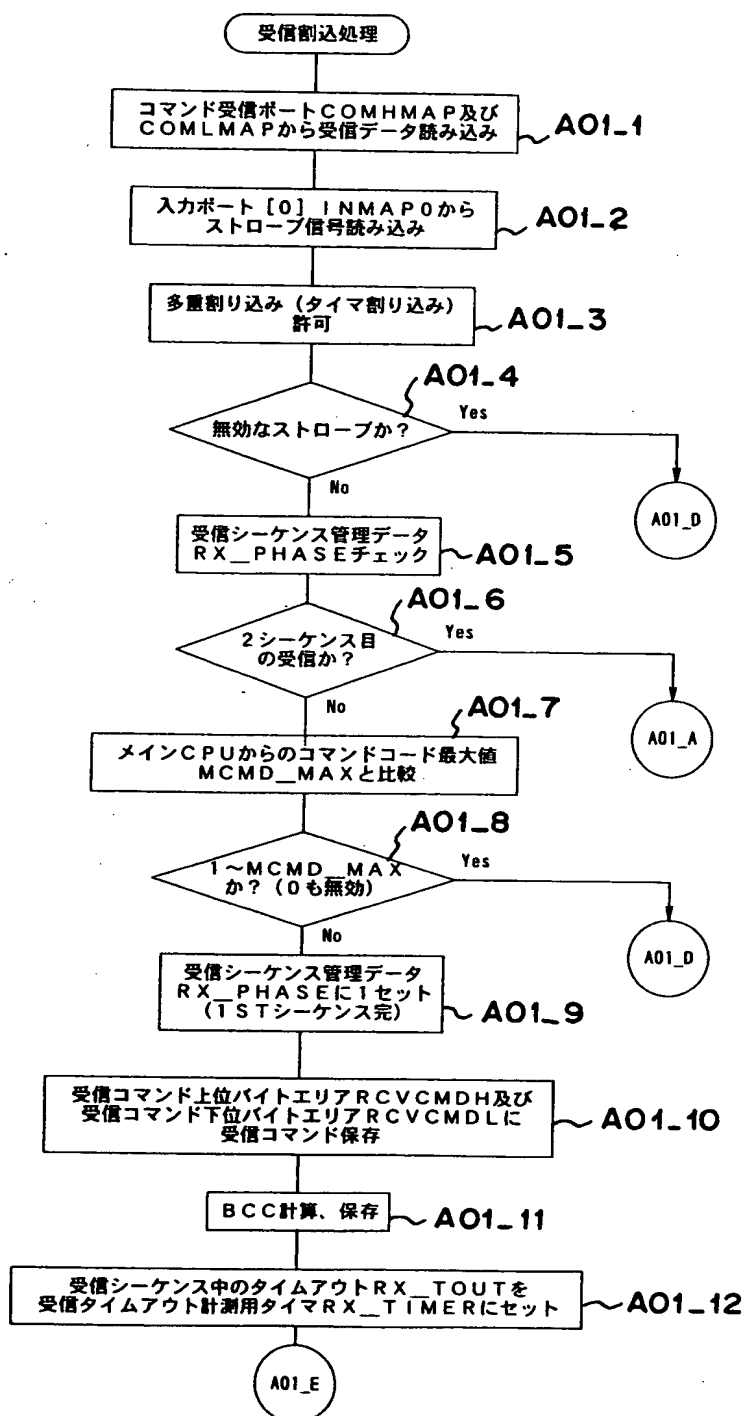 受信割込処理
コマンド受信ポートCOMHMAP及び
COMLMAPから受信データ読み込み
A01_1
入力ポート[0] INMAP0から
ストローブ信号読み込み
A01_2
多重割り込み(タイマ割り込み)
許可
A01_3
A01_4
無効なストローブか?
Yes
No
A01_D
受信シーケンス管理データ
RX__PHASEチェック
A01_5
A01_6
2シーケンス目
の受信か?
Yes
No
A01_A
A01_7
メインCPUからのコマンドコード最大値
MCMD__MAXと比較
A01_8
1~MCMD__MAX
か?(0も無効)
Yes
No
A01_D
受信シーケンス管理データ
RX__PHASEに1セット
(1STシーケンス完)
A01_9
受信コマンド上位バイトエリアRCVCMDH及び
受信コマンド下位バイトエリアRCVCMDLに
受信コマンド保存
A01_10
BCC計算、保存
A01_11
受信シーケンス中のタイムアウトRX__TOUTを
受信タイムアウト計測用タイマRX__TIMERにセット
A01_12
A01_E